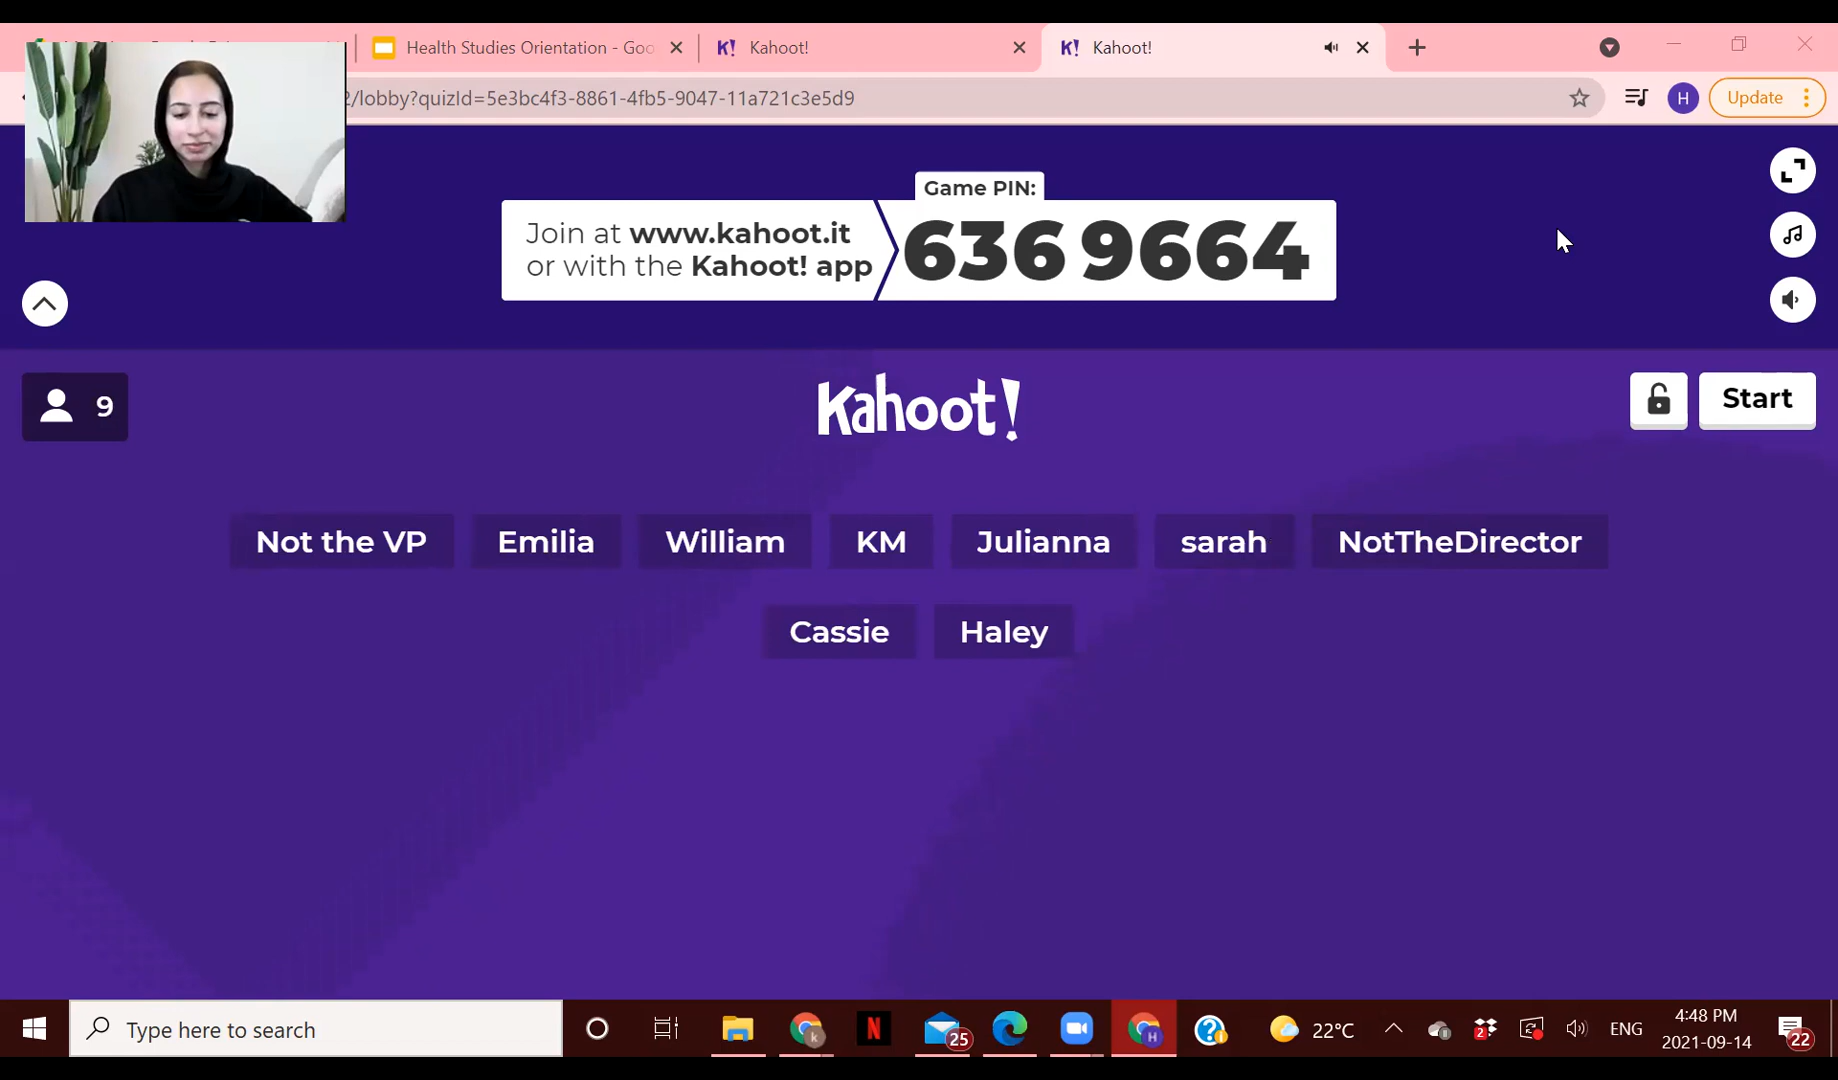 Health Studies Orientation - Goo
K! Kahoot!
K! Kahoot!
2/lobby?quizId=5e3bc4f3-8861-4fb5-9047-11a721c3e5d9
H
Update
Game PIN:
Join at www.kahoot.it
or with the Kahoot! app
636 9664
9
Kahoot!
Start
Not the VP
Emilia
William
KM
Julianna
sarah
NotTheDirector
Cassie
Haley
Type here to search
k
N
25
H
?
22°C
2
ENG
4:48 PM
2021-09-14
22